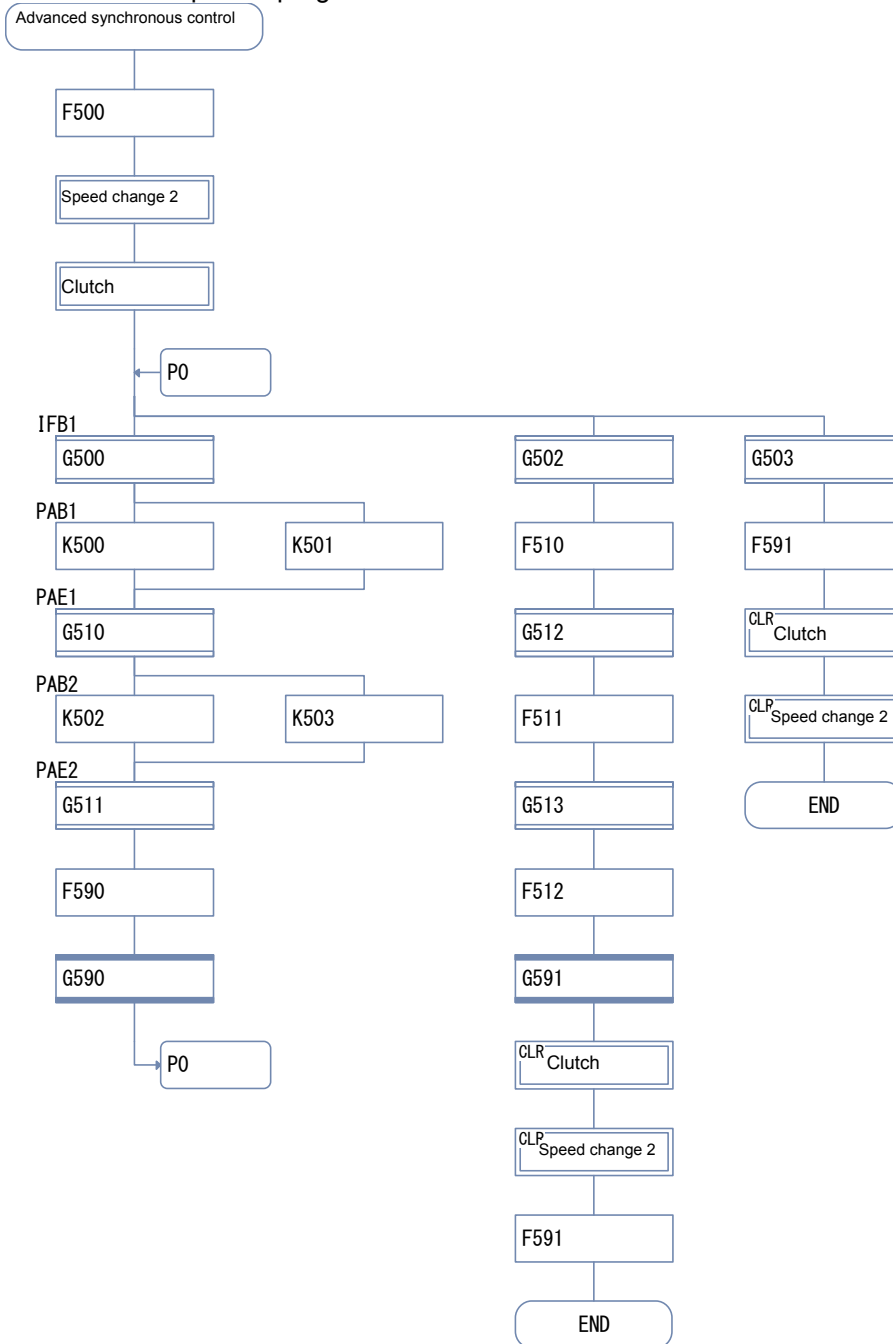 Advanced synchronous control
F500
Speed change 2
Clutch
P0
IFB1
G500
G502
G503
PAB1
K500
K501
F510
F591
PAE1
G510
G512
CLR
Clutch
PAB2
K502
K503
F511
CLR
Speed change 2
PAE2
G511
G513
END
F590
F512
G590
G591
P0
CLR
Clutch
CLR
Speed change 2
F591
END